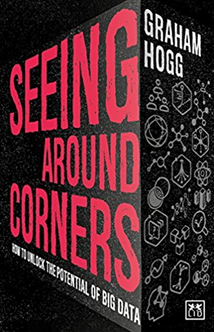 GRAHAM
HOGG
SEEING
AROUND
CORNERS
HOW TO UNLOCK THE POTENTIAL OF BIG DATA
LID